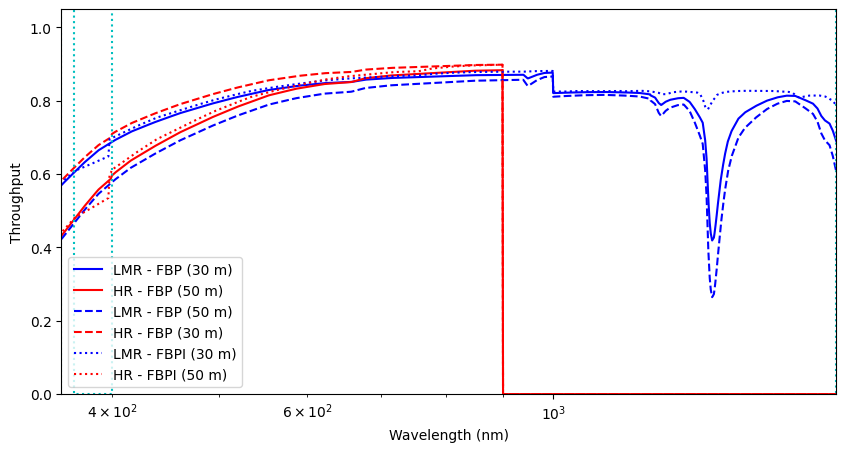 1.0
0.8
0.6
0.4
0.2
0.0
Throughput
LMR - FBP (30 m)
HR - FBP (50 m)
LMR - FBP (50 m)
HR - FBP (30 m)
LMR - FBPI (30 m)
HR - FBPI (50 m)
4 × 10² 6 × 10² 10³
Wavelength (nm)